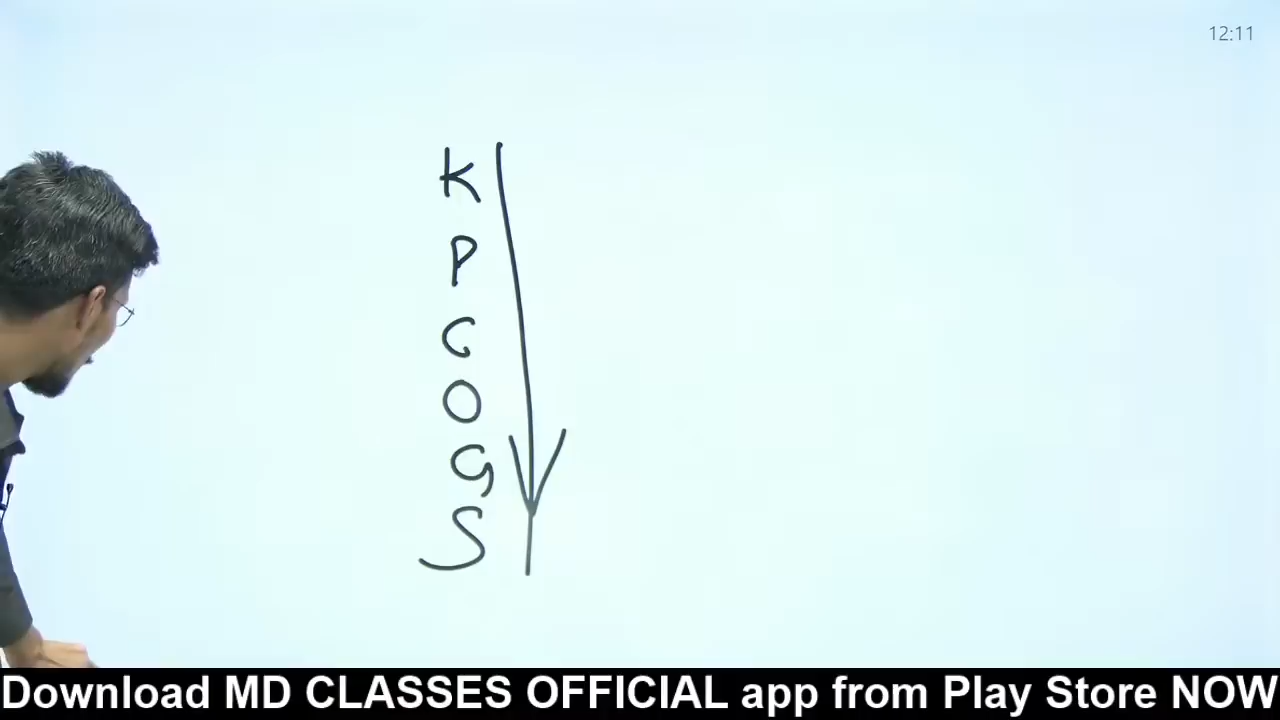 12:11
K
P
C
O
G
S
Download MD CLASSES OFFICIAL app from Play Store NOW